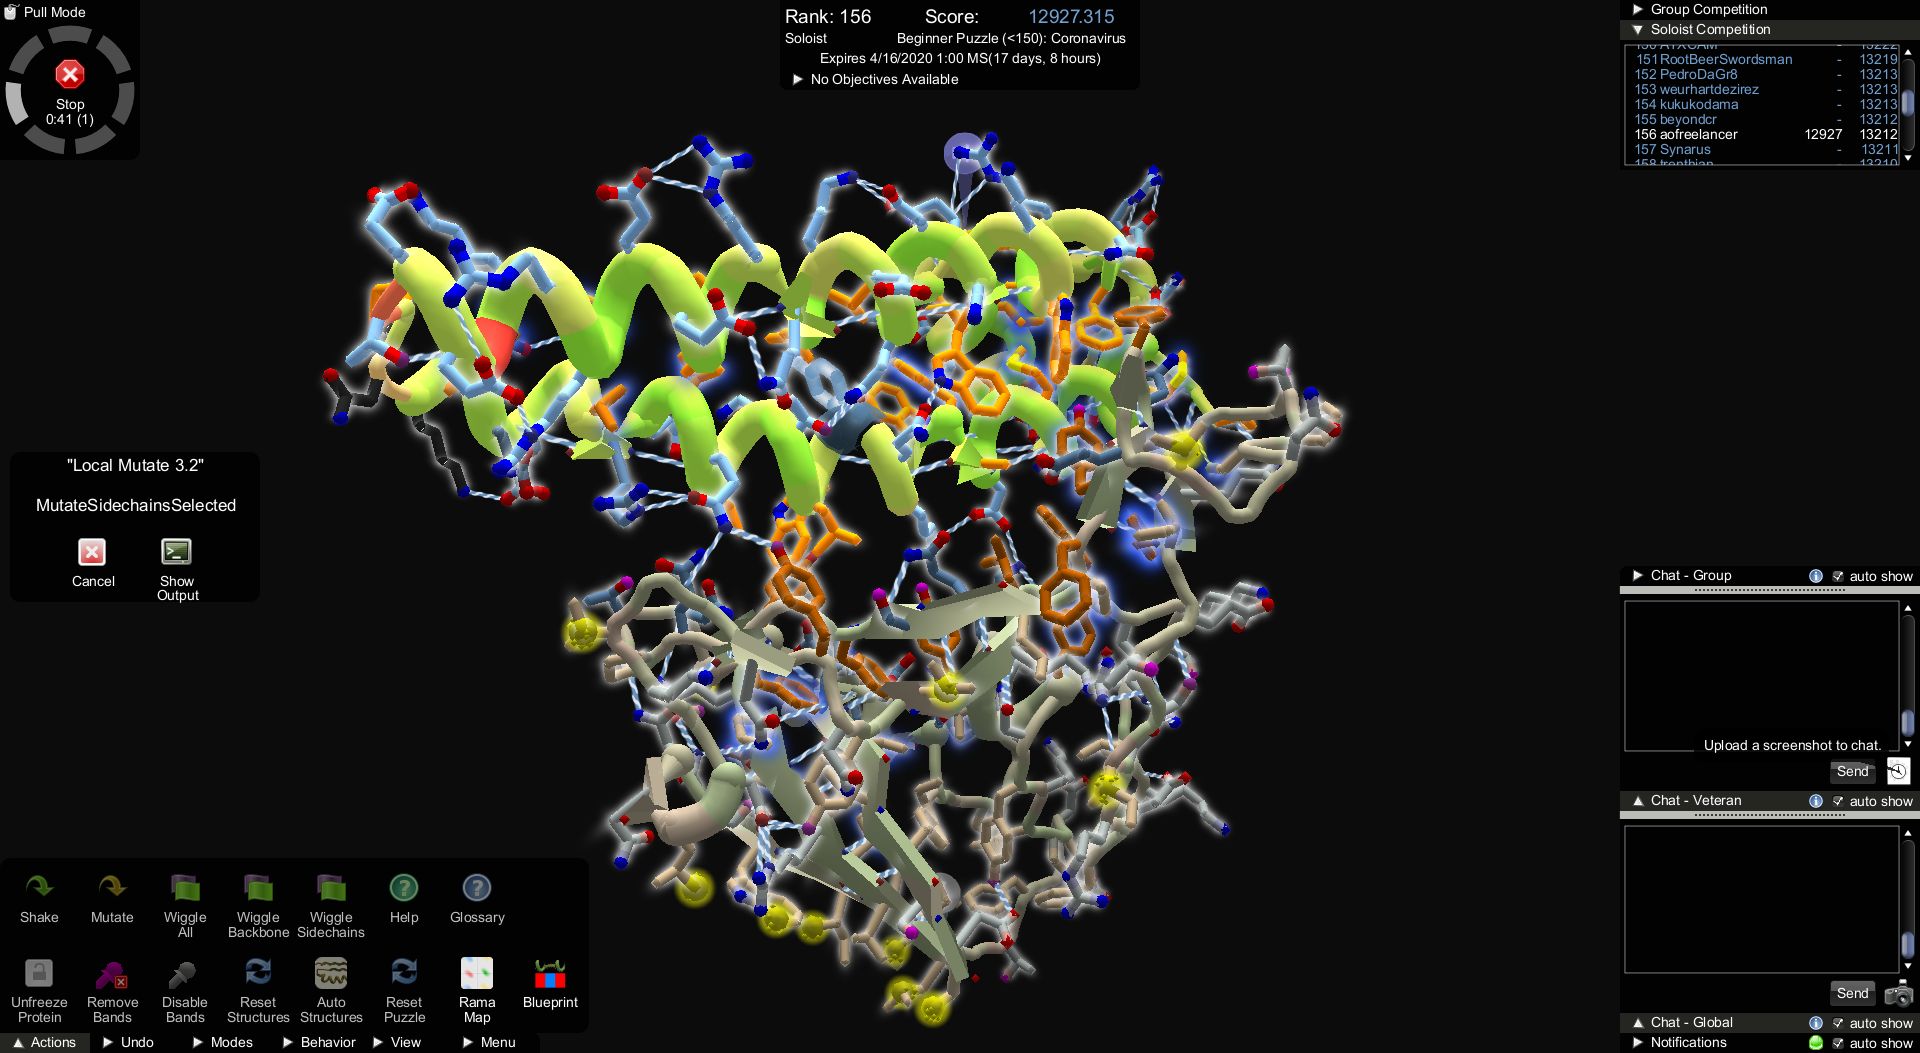 Pull Mode
Stop
0:41 (1)
Rank: 156 Score: 12927.315
Soloist Beginner Puzzle (<150): Coronavirus
Expires 4/16/2020 1:00 MS(17 days, 8 hours)
No Objectives Available
Group Competition
Soloist Competition
151 RootBeerSwordsman - 13219
152 PedroDaGr8 - 13213
153 weurhartdezirez - 13213
154 kukukodama - 13213
155 beyondcr - 13212
156 aofreelancer 12927 13212
157 Synarus - 13211
"Local Mutate 3.2"
MutateSidechainsSelected
Cancel
Show Output
Chat - Group auto show
Upload a screenshot to chat.
Send
Chat - Veteran auto show
Send
Chat - Global auto show
Notifications auto show
Shake
Mutate
Wiggle All
Wiggle Backbone
Wiggle Sidechains
Help
Glossary
Unfreeze Protein
Remove Bands
Disable Bands
Reset Structures
Auto Structures
Reset Puzzle
Rama Map
Blueprint
Actions Undo Modes Behavior View Menu